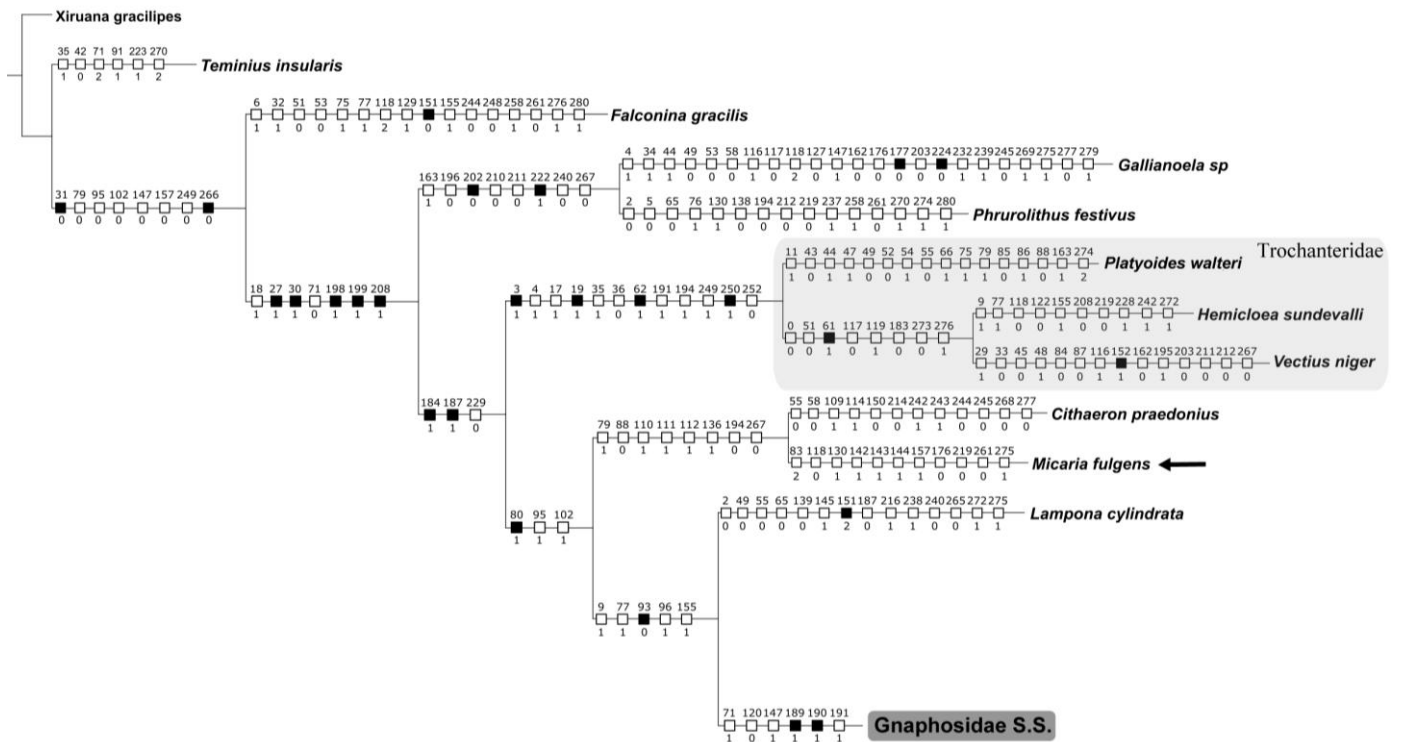 Xiruana gracilipes
35 42 71 91 223 270
1 0 2 1 1 2
Teminius insularis
6 32 51 53 75 77 118 129 151 155 244 248 258 261 276 280
1 1 0 0 1 1 2 1 0 1 0 0 1 0 1 1
Falconina gracilis
31 79 95 102 147 157 249 266
0 0 0 0 0 0 0 0
4 34 44 49 53 58 116 117 118 127 147 162 176 177 203 224 232 239 245 269 275 277 279
1 1 1 0 0 0 1 0 2 0 1 0 0 0 0 0 1 1 0 1 1 0 1
Gallianoela sp
163 196 202 210 211 222 240 267
1 0 0 0 0 1 0 0
2 5 65 76 130 138 194 212 219 237 258 261 270 274 280
0 0 0 1 1 0 0 0 0 1 1 0 1 1 1
Phrurolithus festivus
18 27 30 71 198 199 208
1 1 1 0 1 1 1
Trochanteridae
11 43 44 47 49 52 54 55 66 75 79 85 86 88 163 274
1 0 1 1 0 0 1 0 1 1 1 0 1 0 1 2
Platyoides walteri
3 4 17 19 35 36 62 191 194 249 250 252
1 1 1 1 1 0 1 1 1 1 1 0
9 77 118 122 155 208 219 228 242 272
1 1 0 0 1 0 0 1 1 1
Hemicloea sundevalli
0 51 61 117 119 183 273 276
0 0 1 0 1 0 0 1
29 33 45 48 84 87 116 152 162 195 203 211 212 267
1 0 0 1 0 0 1 1 0 1 0 0 0 0
Vectius niger
184 187 229
1 1 0
55 58 109 114 150 214 242 243 244 245 268 277
0 0 1 1 0 0 1 1 0 0 0 0
Cithaeron praedonius
79 88 110 111 112 136 194 267
1 0 1 1 1 1 0 0
83 118 130 142 143 144 157 176 219 261 275
2 0 1 1 1 1 1 0 0 0 1
Micaria fulgens
80 95 102
1 1 1
2 49 55 65 139 145 151 187 216 238 240 265 272 275
0 0 0 0 0 1 2 0 1 1 0 0 1 1
Lampona cylindrata
9 77 93 96 155
1 1 0 1 1
71 120 147 189 190 191
1 0 1 1 1 1
Gnaphosidae S.S.